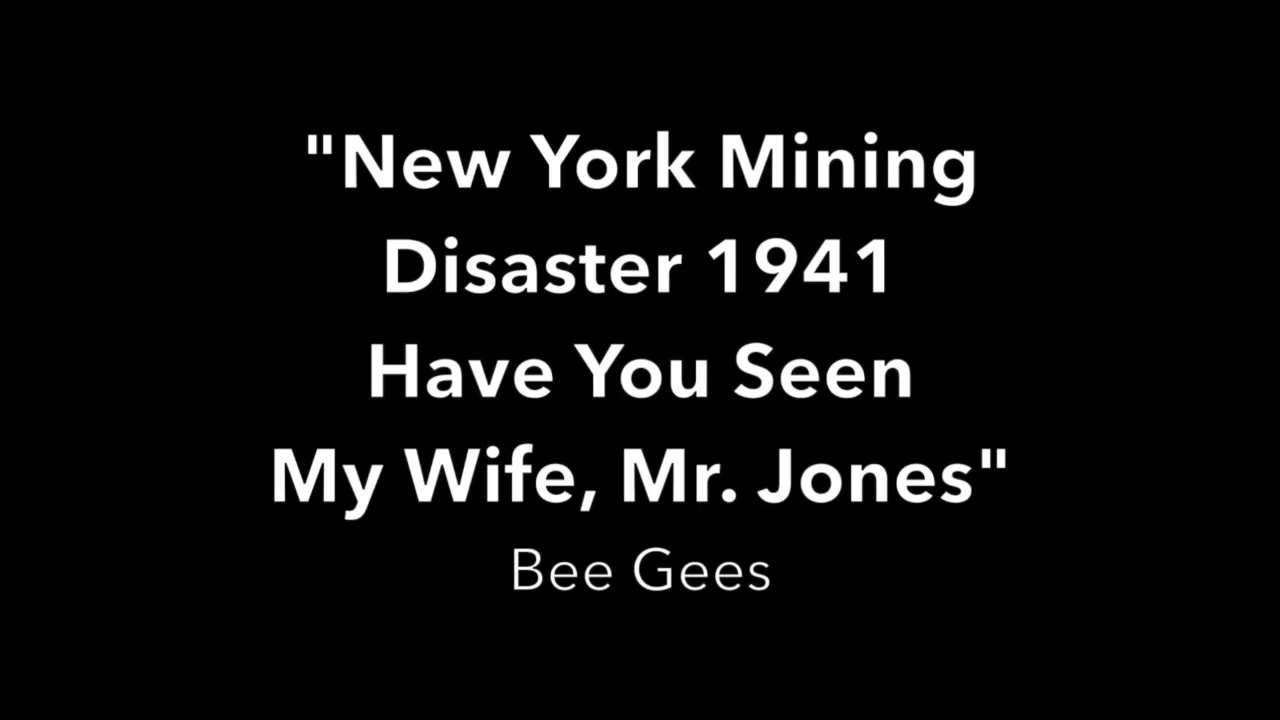 "New York Mining
Disaster 1941
Have You Seen
My Wife, Mr. Jones"
Bee Gees